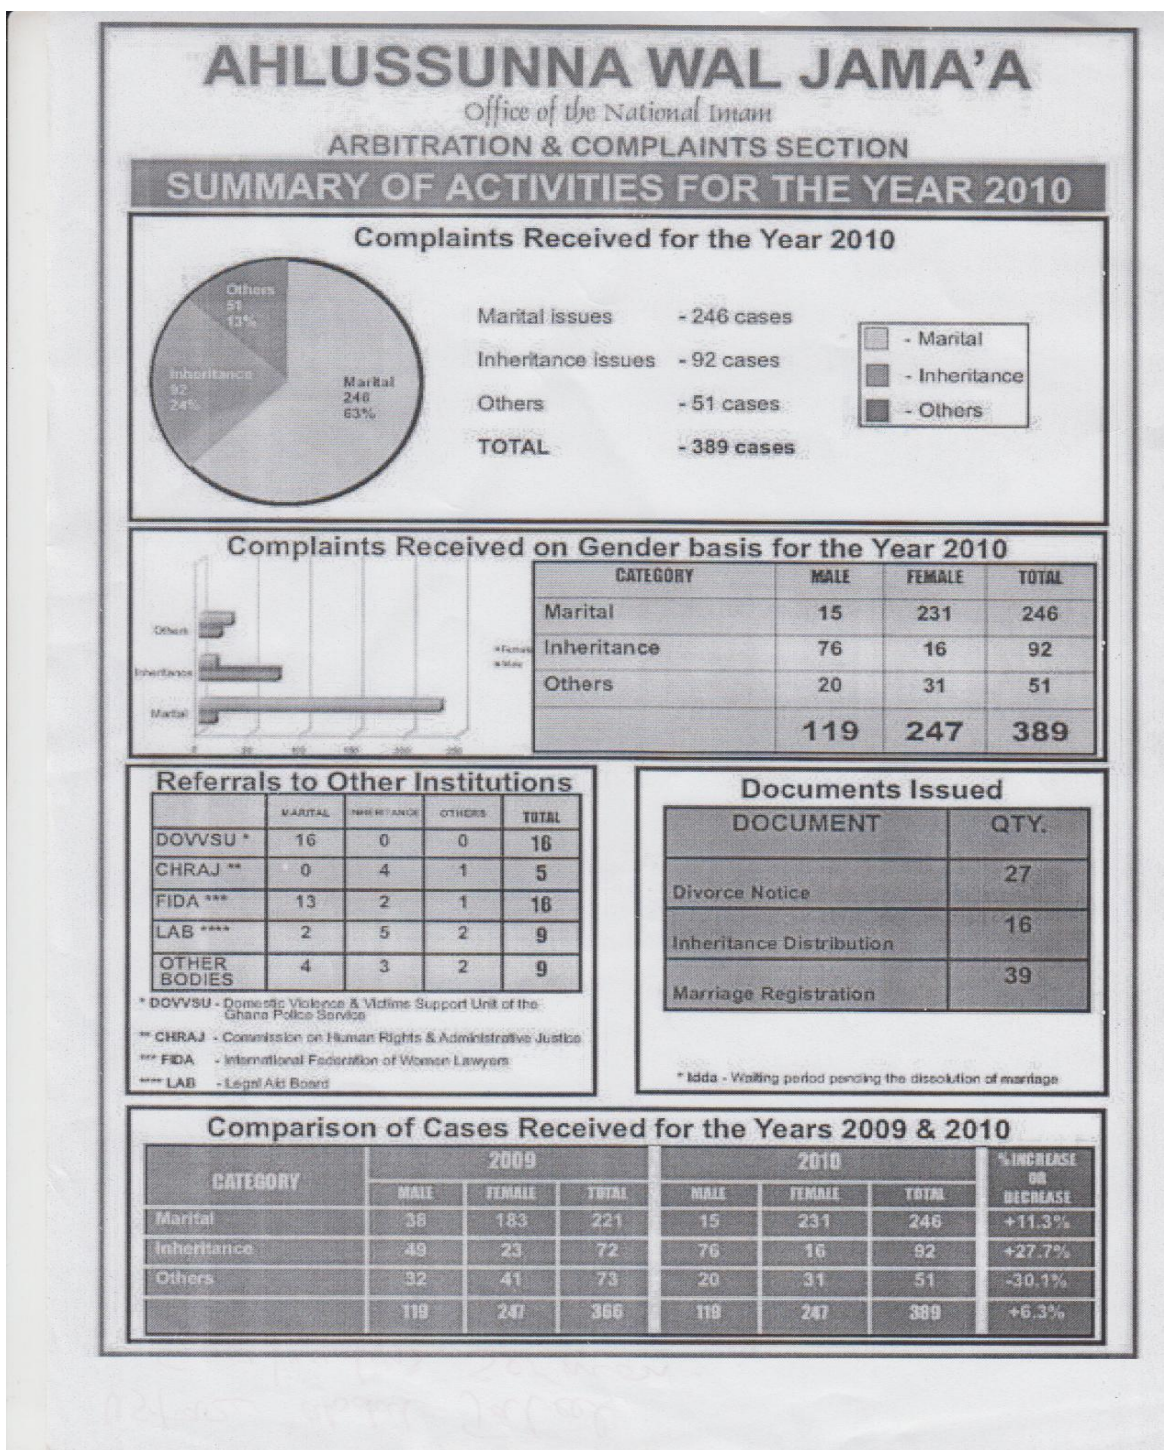 AHLUSSUNNA WAL JAMA'A
Office of the National Imam
ARBITRATION & COMPLAINTS SECTION
SUMMARY OF ACTIVITIES FOR THE YEAR 2010
Complaints Received for the Year 2010
Others
51
13%
Inheritance
92
24%
Marital
246
63%
Marital issues - 246 cases
Inheritance issues - 92 cases
Others - 51 cases
TOTAL - 389 cases
- Marital
- Inheritance
- Others
Complaints Received on Gender basis for the Year 2010
Others
Inheritance
Marital
0 50 100 150 200 250
Female
Male
CATEGORY MALE FEMALE TOTAL
Marital 15 231 246
Inheritance 76 16 92
Others 20 31 51
119 247 389
Referrals to Other Institutions
MARITAL INHERITANCE OTHERS TOTAL
DOVVSU * 16 0 0 16
CHRAJ ** 0 4 1 5
FIDA *** 13 2 1 16
LAB **** 2 5 2 9
OTHER
BODIES 4 3 2 9
* DOVVSU - Domestic Violence & Victims Support Unit of the
Ghana Police Service
** CHRAJ - Commission on Human Rights & Administrative Justice
*** FIDA - International Federation of Women Lawyers
**** LAB - Legal Aid Board
Documents Issued
DOCUMENT QTY.
Divorce Notice 27
Inheritance Distribution 16
Marriage Registration 39
* Idda - Waiting period pending the dissolution of marriage
Comparison of Cases Received for the Years 2009 & 2010
CATEGORY 2009 2010 % INCREASE
OR
DECREASE
MALE FEMALE TOTAL MALE FEMALE TOTAL
Marital 38 183 221 15 231 246 +11.3%
Inheritance 49 23 72 76 16 92 +27.7%
Others 32 41 73 20 31 51 -30.1%
119 247 366 119 247 389 +6.3%